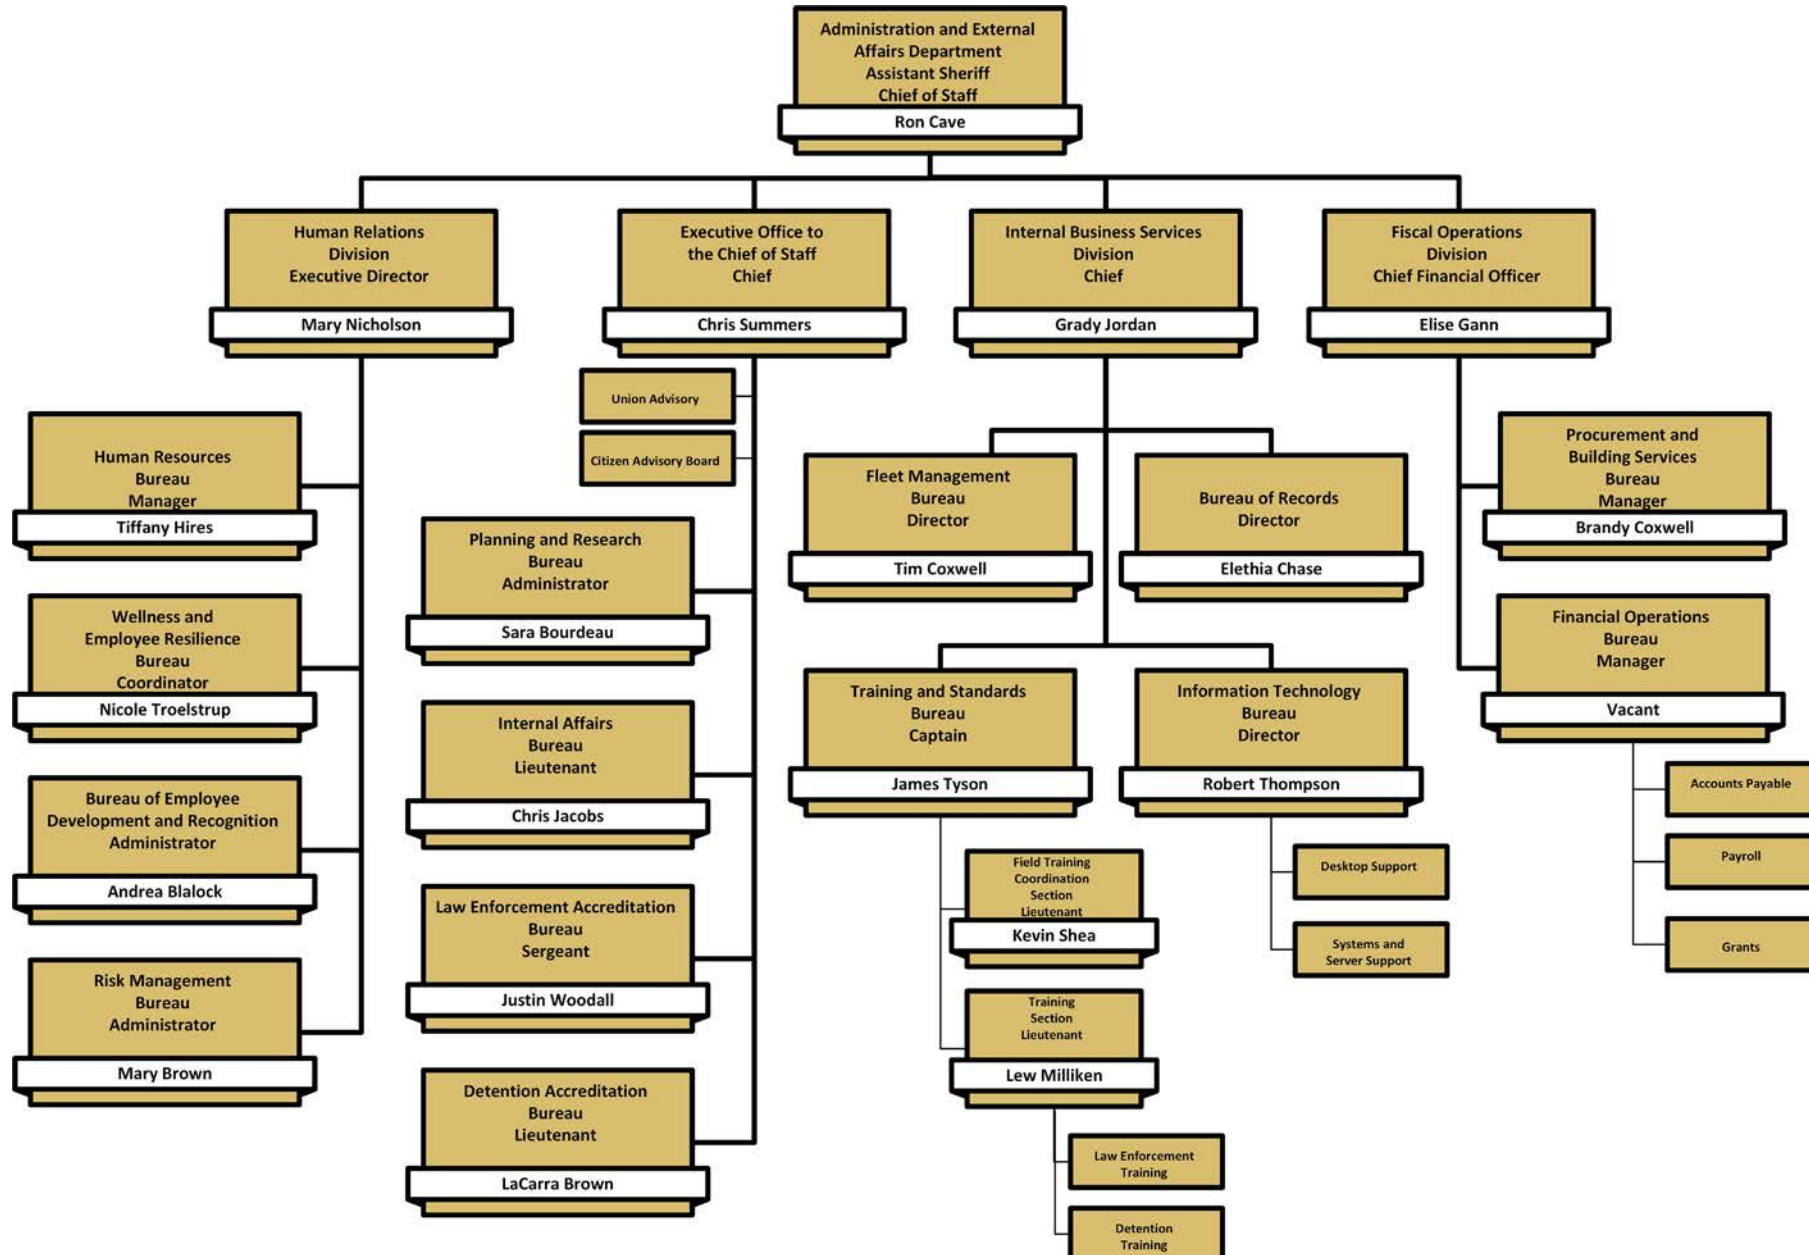 Administration and External
Affairs Department
Assistant Sheriff
Chief of Staff
Ron Cave
Human Relations
Division
Executive Director
Mary Nicholson
Executive Office to
the Chief of Staff
Chief
Chris Summers
Internal Business Services
Division
Chief
Grady Jordan
Fiscal Operations
Division
Chief Financial Officer
Elise Gann
Human Resources
Bureau
Manager
Tiffany Hires
Wellness and
Employee Resilience
Bureau
Coordinator
Nicole Troelstrup
Bureau of Employee
Development and Recognition
Administrator
Andrea Blalock
Risk Management
Bureau
Administrator
Mary Brown
Union Advisory
Citizen Advisory Board
Planning and Research
Bureau
Administrator
Sara Bourdeau
Internal Affairs
Bureau
Lieutenant
Chris Jacobs
Law Enforcement Accreditation
Bureau
Sergeant
Justin Woodall
Detention Accreditation
Bureau
Lieutenant
LaCarra Brown
Fleet Management
Bureau
Director
Tim Coxwell
Bureau of Records
Director
Elethia Chase
Training and Standards
Bureau
Captain
James Tyson
Information Technology
Bureau
Director
Robert Thompson
Field Training
Coordination
Section
Lieutenant
Kevin Shea
Training
Section
Lieutenant
Lew Milliken
Law Enforcement
Training
Detention
Training
Desktop Support
Systems and
Server Support
Procurement and
Building Services
Bureau
Manager
Brandy Coxwell
Financial Operations
Bureau
Manager
Vacant
Accounts Payable
Payroll
Grants